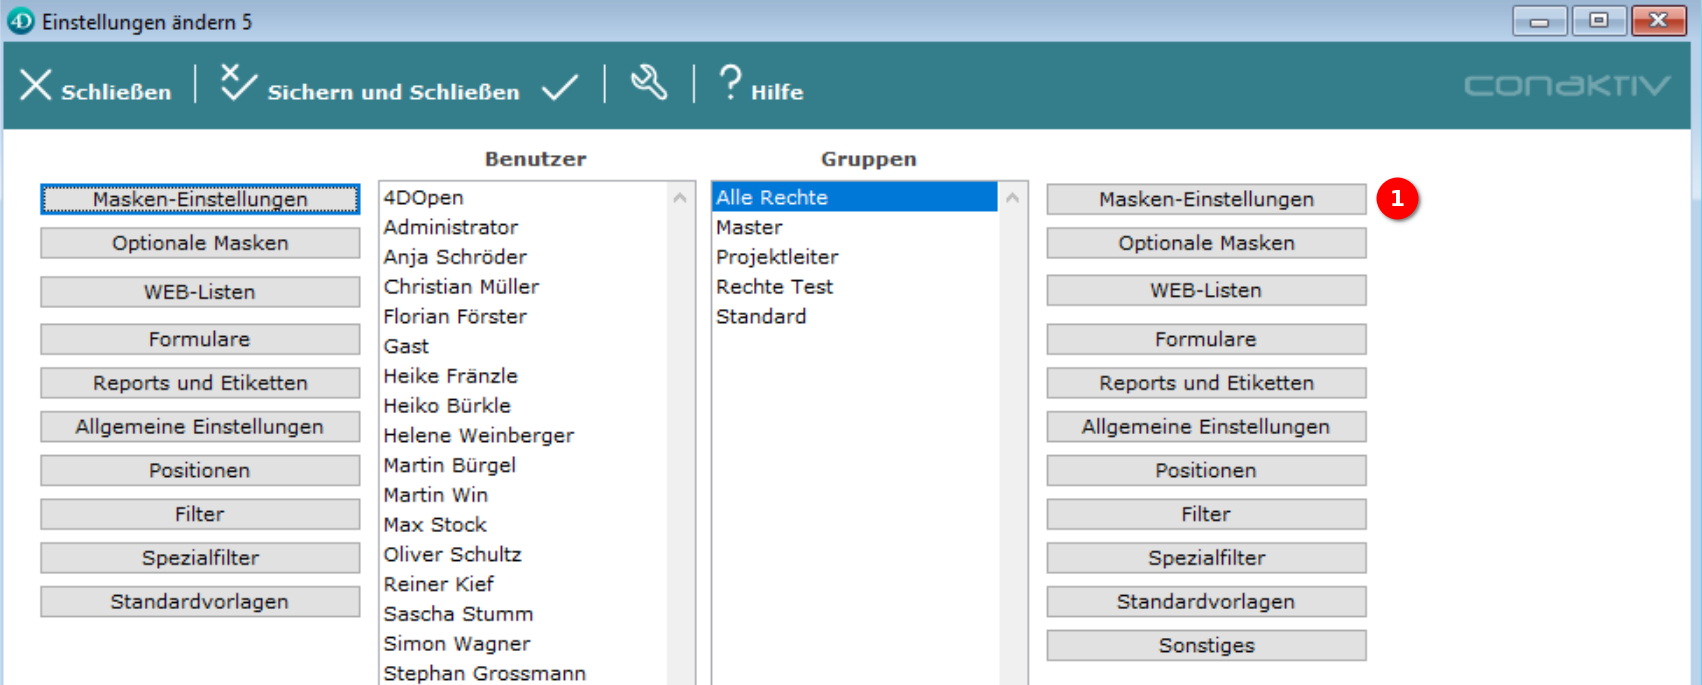 Einstellungen ändern 5
Schließen
Sichern und Schließen
Hilfe
conaktiv
Benutzer
Gruppen
Masken-Einstellungen
Optionale Masken
WEB-Listen
Formulare
Reports und Etiketten
Allgemeine Einstellungen
Positionen
Filter
Spezialfilter
Standardvorlagen
4DOpen
Administrator
Anja Schröder
Christian Müller
Florian Förster
Gast
Heike Fränzle
Heiko Bürkle
Helene Weinberger
Martin Bürgel
Martin Win
Max Stock
Oliver Schultz
Reiner Kief
Sascha Stumm
Simon Wagner
Stephan Grossmann
Alle Rechte
Master
Projektleiter
Rechte Test
Standard
Masken-Einstellungen
1
Optionale Masken
WEB-Listen
Formulare
Reports und Etiketten
Allgemeine Einstellungen
Positionen
Filter
Spezialfilter
Standardvorlagen
Sonstiges